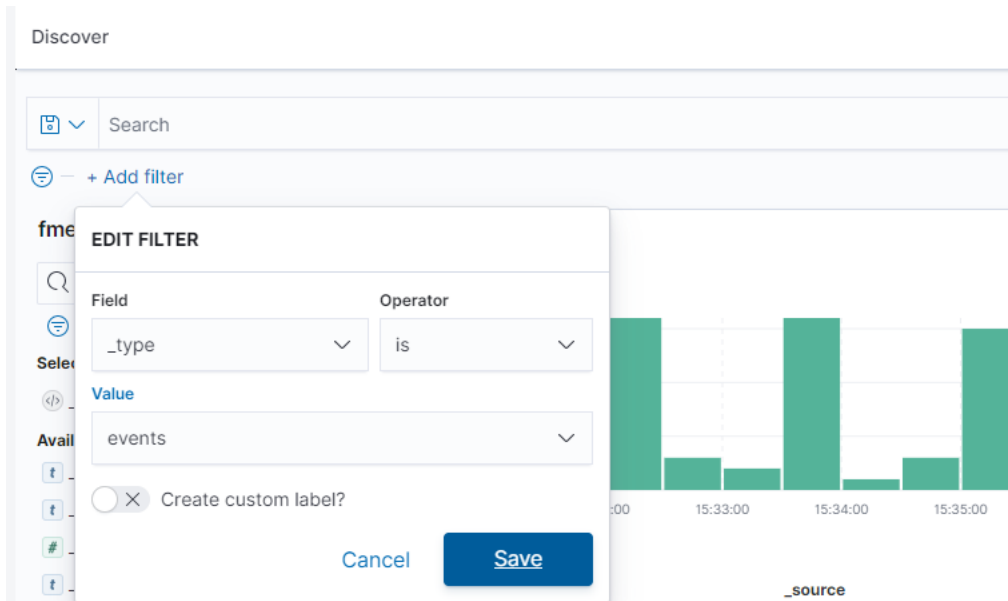 Discover
Search
+ Add filter
fme
EDIT FILTER
Field Operator
_type is
Selec
Value
events
Avail
t _
Create custom label?
:00 15:33:00 15:34:00 15:35:00
t _
# _
Cancel Save
t _
_source